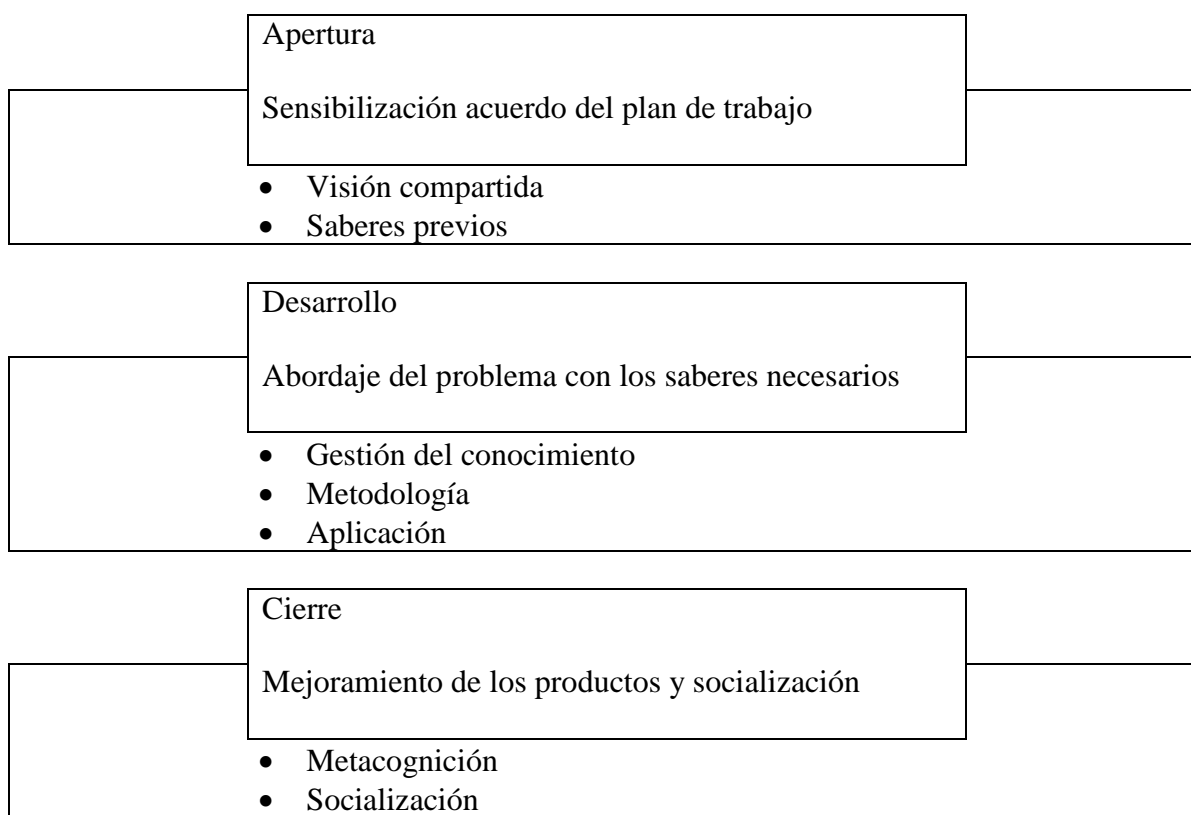 Apertura
Sensibilización acuerdo del plan de trabajo
• Visión compartida
• Saberes previos
Desarrollo
Abordaje del problema con los saberes necesarios
• Gestión del conocimiento
• Metodología
• Aplicación
Cierre
Mejoramiento de los productos y socialización
• Metacognición
• Socialización